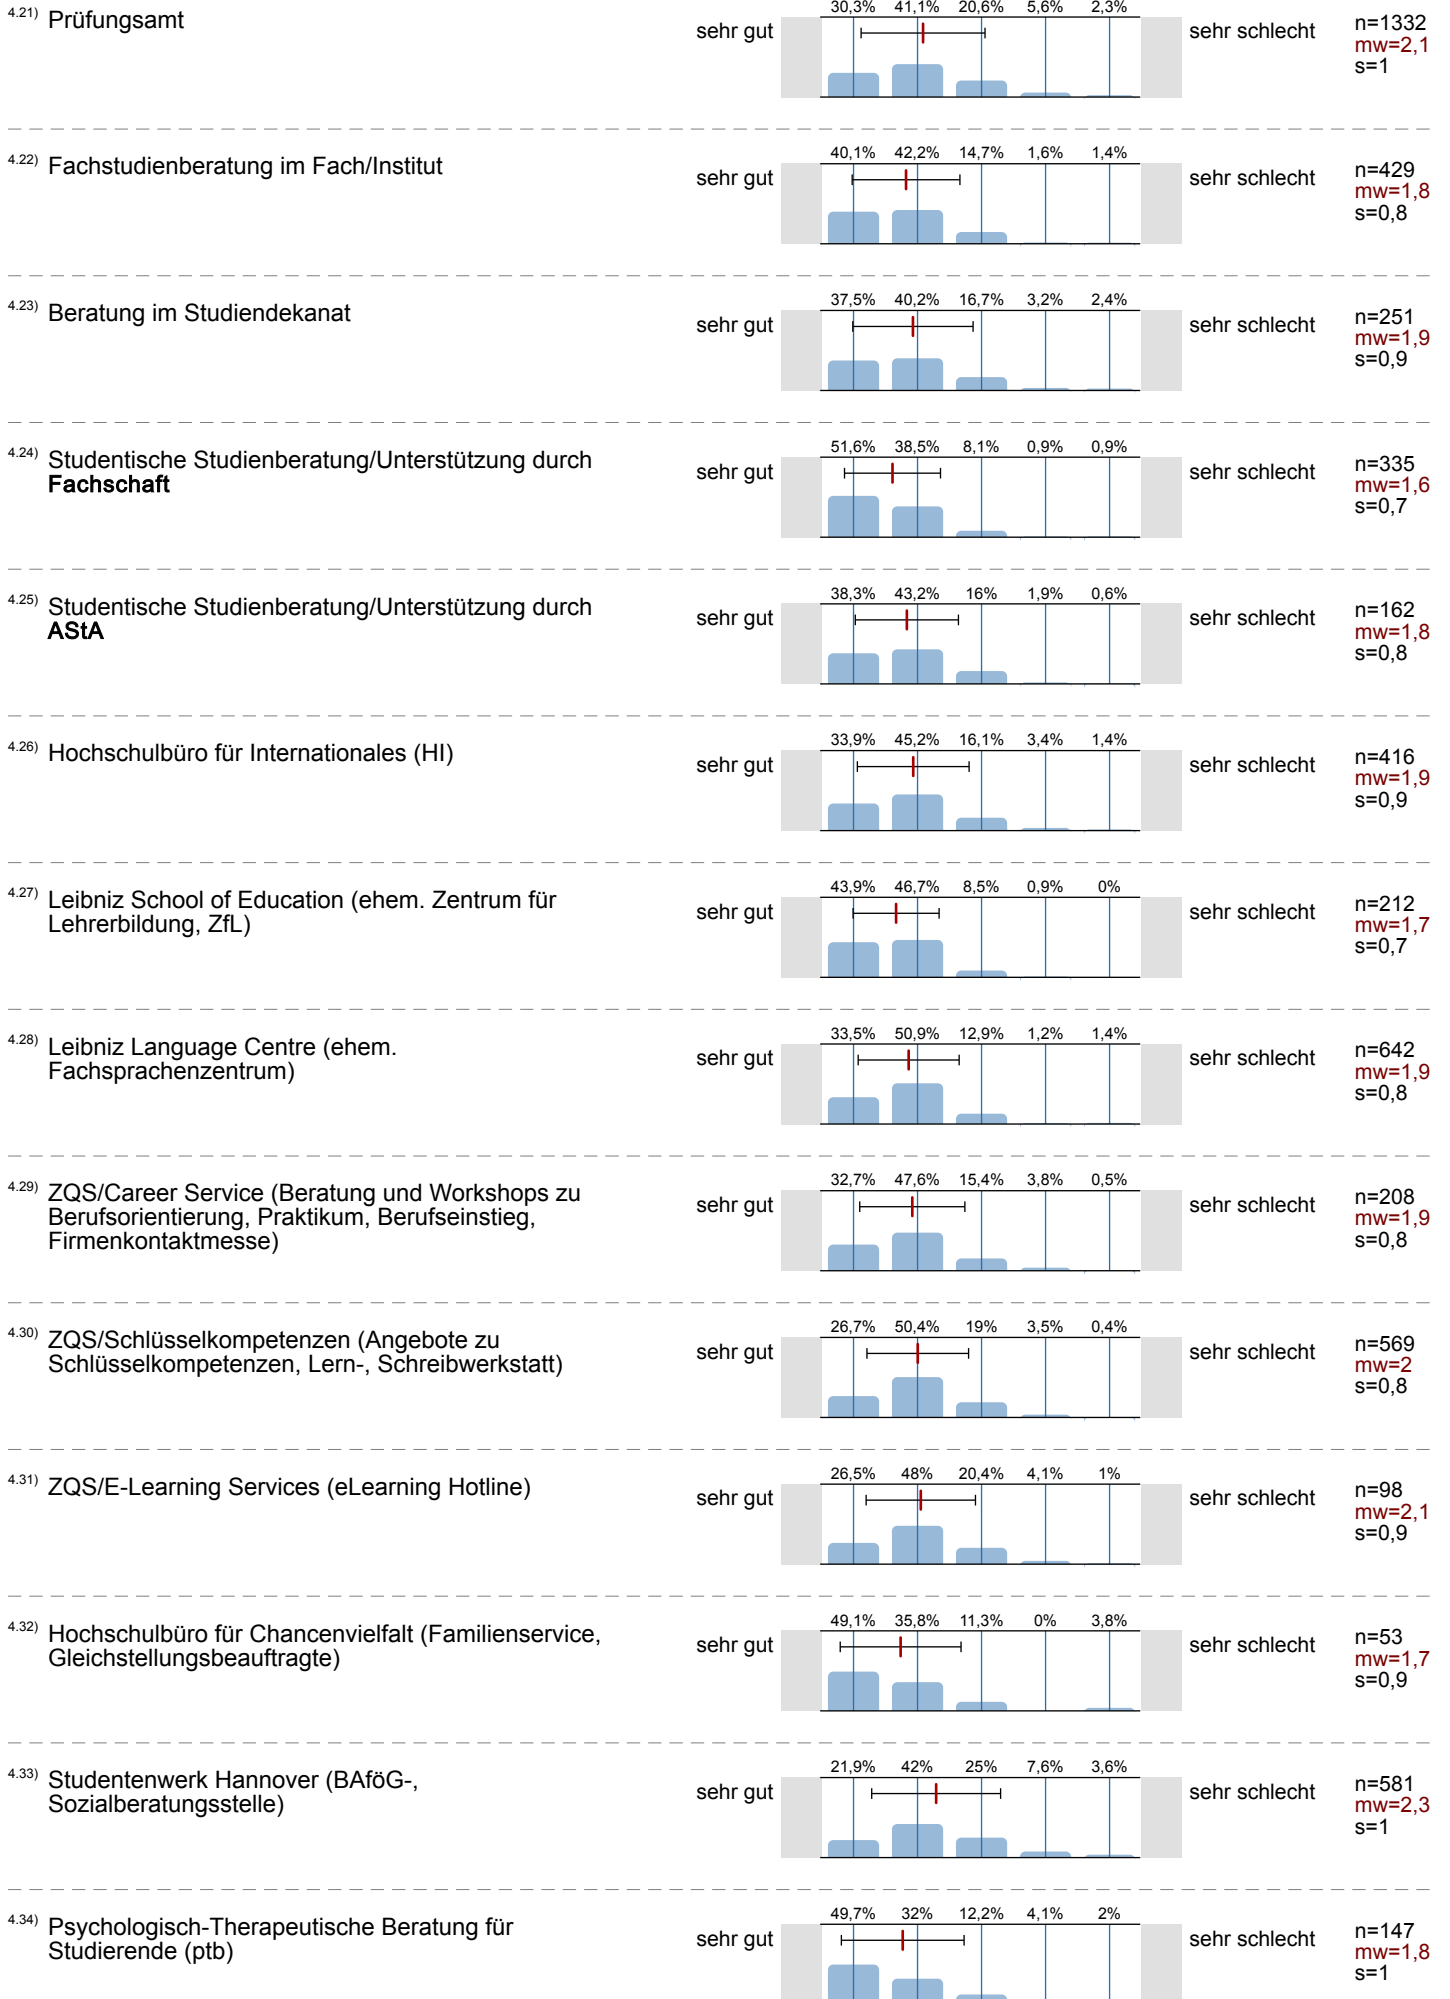 4.21) Prüfungsamt
30,3% 41,1% 20,6% 5,6% 2,3%
sehr gut sehr schlecht
n=1332
mw=2,1
s=1
4.22) Fachstudienberatung im Fach/Institut
40,1% 42,2% 14,7% 1,6% 1,4%
sehr gut sehr schlecht
n=429
mw=1,8
s=0,8
4.23) Beratung im Studiendekanat
37,5% 40,2% 16,7% 3,2% 2,4%
sehr gut sehr schlecht
n=251
mw=1,9
s=0,9
4.24) Studentische Studienberatung/Unterstützung durch
Fachschaft
51,6% 38,5% 8,1% 0,9% 0,9%
sehr gut sehr schlecht
n=335
mw=1,6
s=0,7
4.25) Studentische Studienberatung/Unterstützung durch
AStA
38,3% 43,2% 16% 1,9% 0,6%
sehr gut sehr schlecht
n=162
mw=1,8
s=0,8
4.26) Hochschulbüro für Internationales (HI)
33,9% 45,2% 16,1% 3,4% 1,4%
sehr gut sehr schlecht
n=416
mw=1,9
s=0,9
4.27) Leibniz School of Education (ehem. Zentrum für
Lehrerbildung, ZfL)
43,9% 46,7% 8,5% 0,9% 0%
sehr gut sehr schlecht
n=212
mw=1,7
s=0,7
4.28) Leibniz Language Centre (ehem.
Fachsprachenzentrum)
33,5% 50,9% 12,9% 1,2% 1,4%
sehr gut sehr schlecht
n=642
mw=1,9
s=0,8
4.29) ZQS/Career Service (Beratung und Workshops zu
Berufsorientierung, Praktikum, Berufseinstieg,
Firmenkontaktmesse)
32,7% 47,6% 15,4% 3,8% 0,5%
sehr gut sehr schlecht
n=208
mw=1,9
s=0,8
4.30) ZQS/Schlüsselkompetenzen (Angebote zu
Schlüsselkompetenzen, Lern-, Schreibwerkstatt)
26,7% 50,4% 19% 3,5% 0,4%
sehr gut sehr schlecht
n=569
mw=2
s=0,8
4.31) ZQS/E-Learning Services (eLearning Hotline)
26,5% 48% 20,4% 4,1% 1%
sehr gut sehr schlecht
n=98
mw=2,1
s=0,9
4.32) Hochschulbüro für Chancenvielfalt (Familienservice,
Gleichstellungsbeauftragte)
49,1% 35,8% 11,3% 0% 3,8%
sehr gut sehr schlecht
n=53
mw=1,7
s=0,9
4.33) Studentenwerk Hannover (BAföG-,
Sozialberatungsstelle)
21,9% 42% 25% 7,6% 3,6%
sehr gut sehr schlecht
n=581
mw=2,3
s=1
4.34) Psychologisch-Therapeutische Beratung für
Studierende (ptb)
49,7% 32% 12,2% 4,1% 2%
sehr gut sehr schlecht
n=147
mw=1,8
s=1